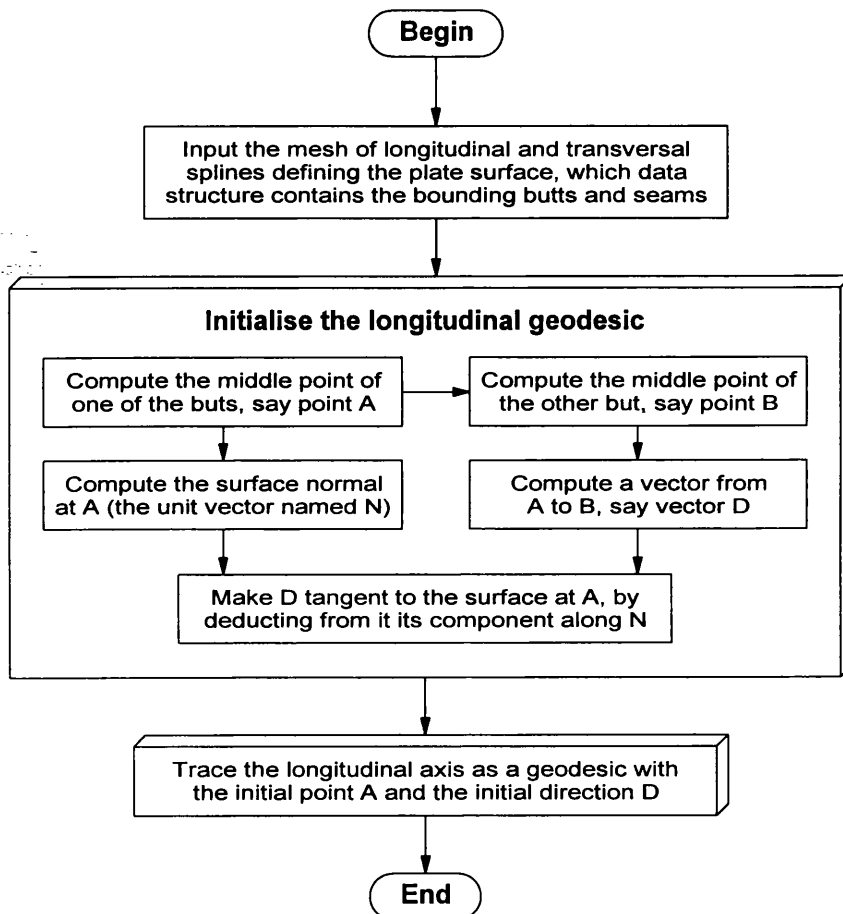 Begin
Input the mesh of longitudinal and transversal
splines defining the plate surface, which data
structure contains the bounding butts and seams
Initialise the longitudinal geodesic
Compute the middle point of
one of the buts, say point A
Compute the middle point of
the other but, say point B
Compute the surface normal
at A (the unit vector named N)
Compute a vector from
A to B, say vector D
Make D tangent to the surface at A, by
deducting from it its component along N
Trace the longitudinal axis as a geodesic with
the initial point A and the initial direction D
End